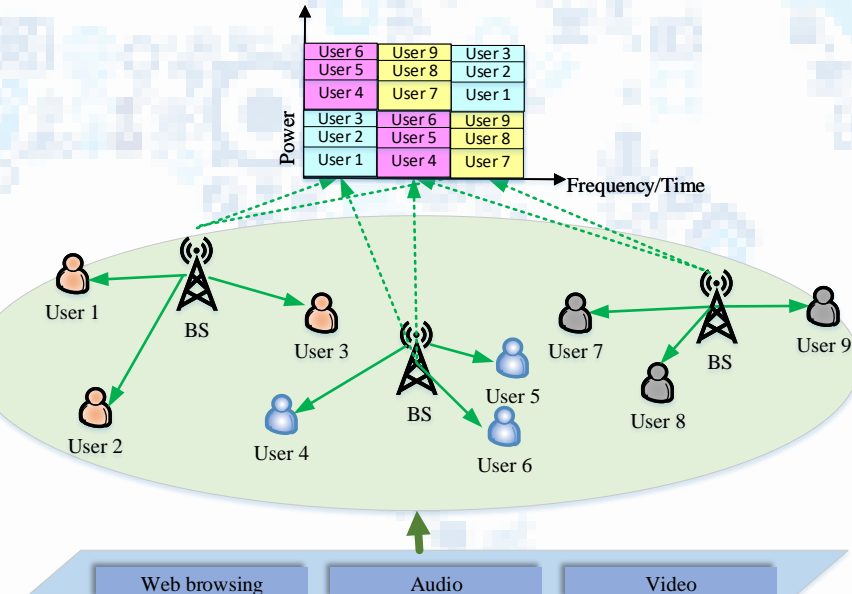 User 6 User 9 User 3
User 5 User 8 User 2
User 4 User 7 User 1
User 3 User 6 User 9
User 2 User 5 User 8
User 1 User 4 User 7
Power
Frequency/Time
User 1
BS
User 3
User 2
User 4
BS
User 5
User 6
User 7
BS
User 9
User 8
Web browsing
Audio
Video